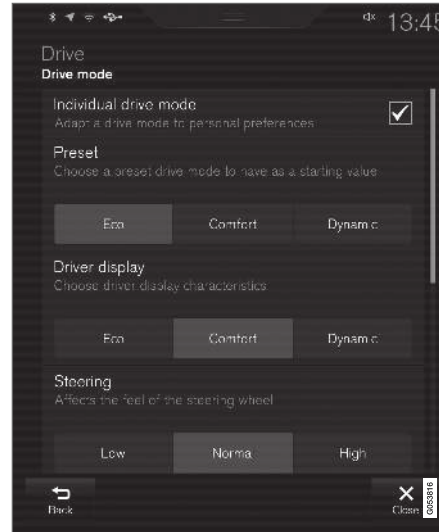 13:45
Drive
Drive mode
Individual drive mode
Adapt a drive mode to personal preferences
Preset
Choose a preset drive mode to have as a starting value
Eco Comfort Dynamic
Driver display
Choose driver display characteristics
Eco Comfort Dynamic
Steering
Affects the feel of the steering wheel
Low Normal High
Back Close
G053816